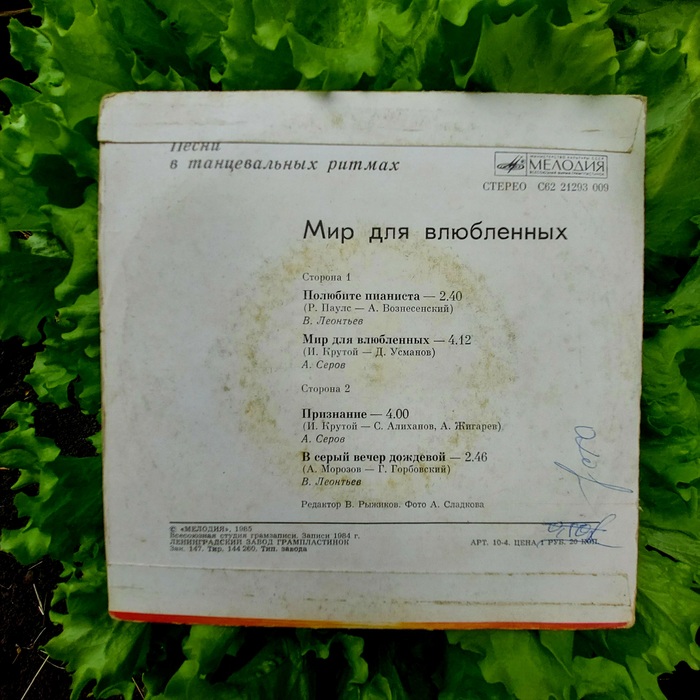 Песни
в танцевальных ритмах
МЕЛОДИЯ
СТЕРЕО С62 21293 009
Мир для влюбленных
Сторона 1
Полюбите пианиста — 2.40
(Р. Паулс — А. Вознесенский)
В. Леонтьев
Мир для влюбленных — 4.12
(И. Крутой — Д. Усманов)
А. Серов
Сторона 2
Признание — 4.00
(И. Крутой — С. Алиханов, А. Жигарев)
А. Серов
В серый вечер дождевой — 2.46
(А. Морозов — Г. Горбовский)
В. Леонтьев
Редактор В. Рыжиков. Фото А. Сладкова
© «МЕЛОДИЯ», 1985
Всесоюзная студия грамзаписи. Записи 1984 г.
ЛЕНИНГРАДСКИЙ ЗАВОД ГРАМПЛАСТИНОК
Зак. 147. Тир. 144 260. Тип. завода
АРТ. 10-4. ЦЕНА 1 РУБ. 50